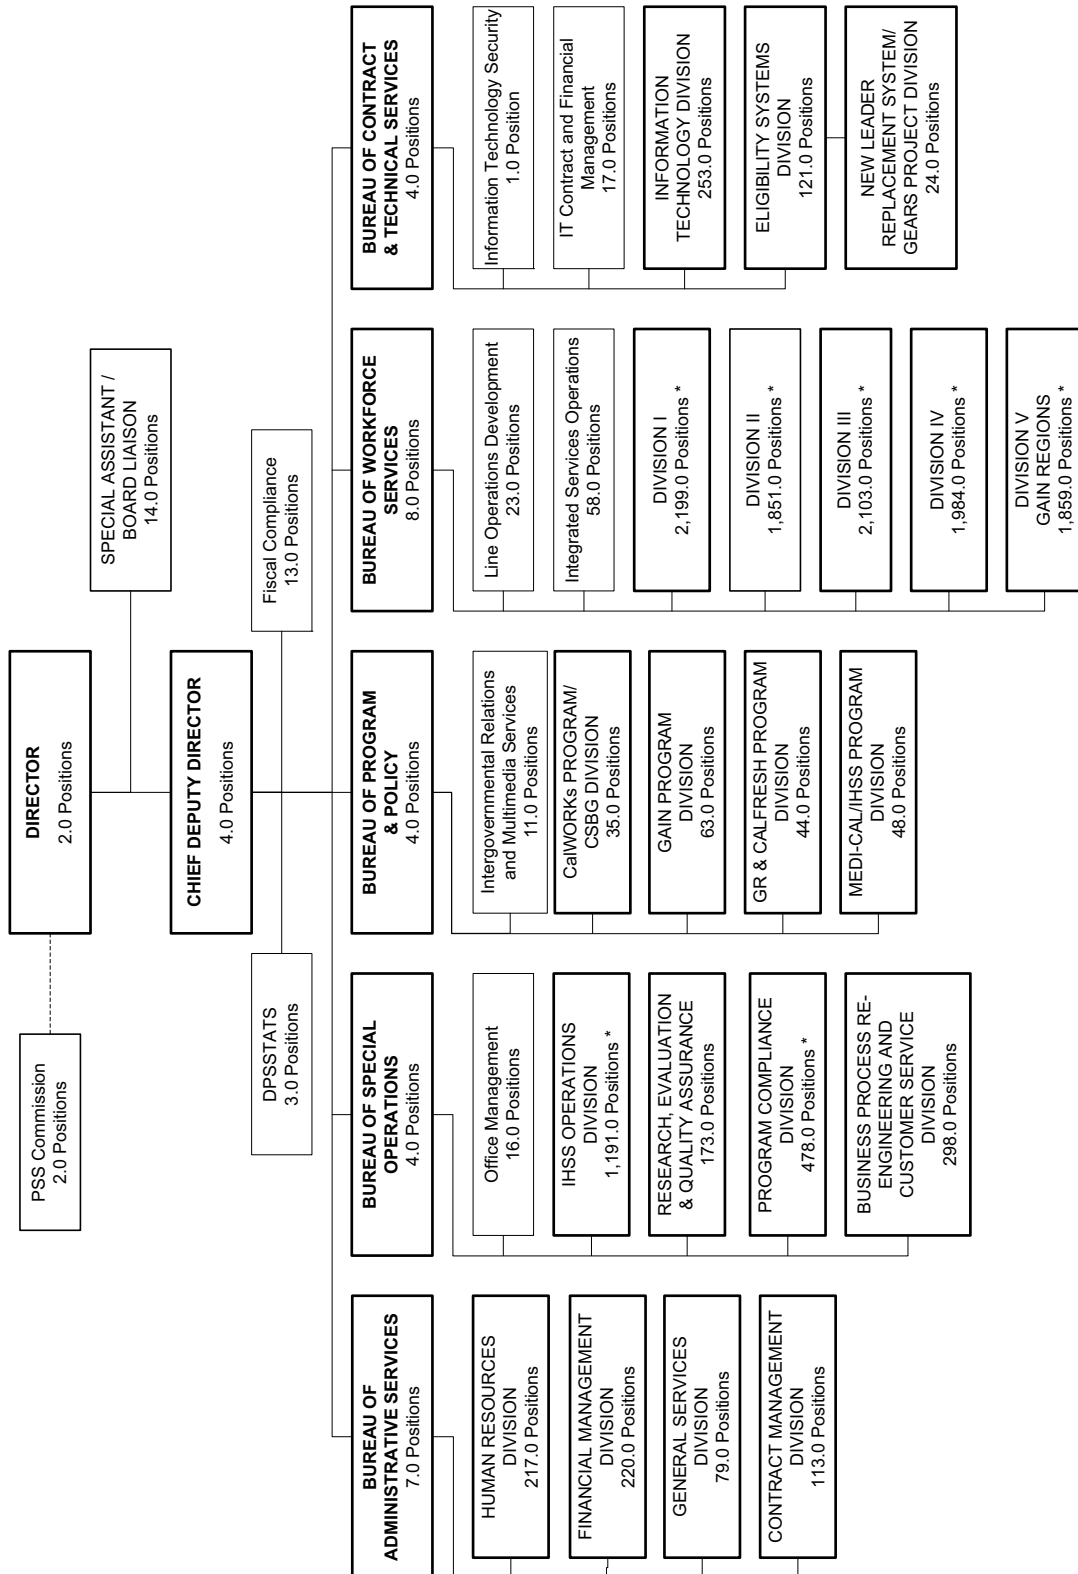 DIRECTOR
2.0 Positions
PSS Commission
2.0 Positions
SPECIAL ASSISTANT /
BOARD LIAISON
14.0 Positions
CHIEF DEPUTY DIRECTOR
4.0 Positions
DPSSTATS
3.0 Positions
Fiscal Compliance
13.0 Positions
BUREAU OF
ADMINISTRATIVE SERVICES
7.0 Positions
HUMAN RESOURCES
DIVISION
217.0 Positions
FINANCIAL MANAGEMENT
DIVISION
220.0 Positions
GENERAL SERVICES
DIVISION
79.0 Positions
CONTRACT MANAGEMENT
DIVISION
113.0 Positions
BUREAU OF SPECIAL
OPERATIONS
4.0 Positions
Office Management
16.0 Positions
IHSS OPERATIONS
DIVISION
1,191.0 Positions *
RESEARCH, EVALUATION
& QUALITY ASSURANCE
173.0 Positions
PROGRAM COMPLIANCE
DIVISION
478.0 Positions *
BUSINESS PROCESS RE-
ENGINEERING AND
CUSTOMER SERVICE
DIVISION
298.0 Positions
BUREAU OF PROGRAM
& POLICY
4.0 Positions
Intergovernmental Relations
and Multimedia Services
11.0 Positions
CalWORKs PROGRAM/
CSBG DIVISION
35.0 Positions
GAIN PROGRAM
DIVISION
63.0 Positions
GR & CALFRESH PROGRAM
DIVISION
44.0 Positions
MEDI-CAL/IHSS PROGRAM
DIVISION
48.0 Positions
BUREAU OF WORKFORCE
SERVICES
8.0 Positions
Line Operations Development
23.0 Positions
Integrated Services Operations
58.0 Positions
DIVISION I
2,199.0 Positions *
DIVISION II
1,851.0 Positions *
DIVISION III
2,103.0 Positions *
DIVISION IV
1,984.0 Positions *
DIVISION V
GAIN REGIONS
1,859.0 Positions *
BUREAU OF CONTRACT
& TECHNICAL SERVICES
4.0 Positions
Information Technology Security
1.0 Position
IT Contract and Financial
Management
17.0 Positions
INFORMATION
TECHNOLOGY DIVISION
253.0 Positions
ELIGIBILITY SYSTEMS
DIVISION
121.0 Positions
NEW LEADER
REPLACEMENT SYSTEM/
GEARS PROJECT DIVISION
24.0 Positions